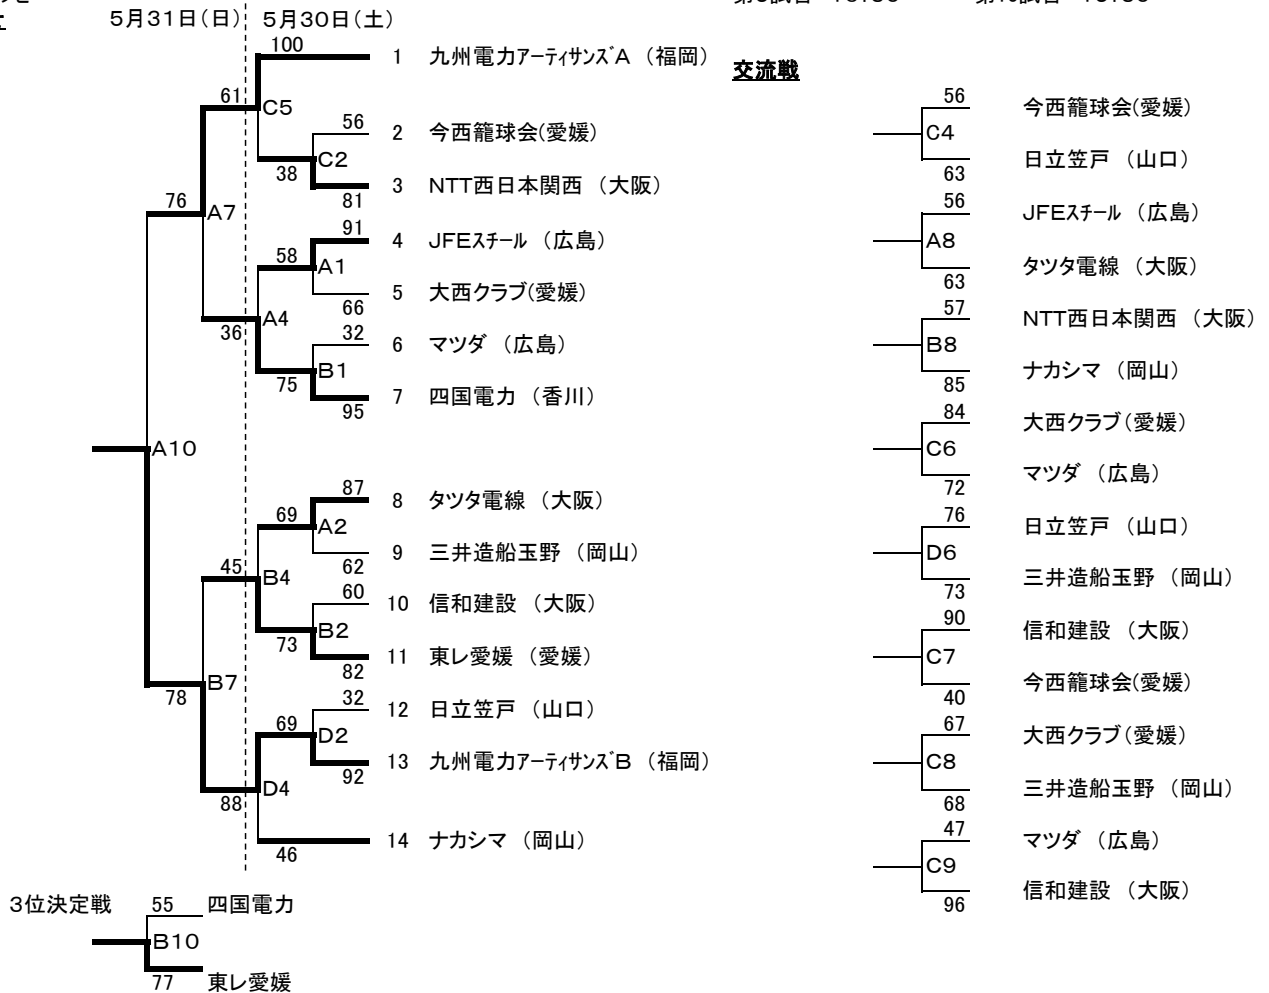 5月31日(日) 5月30日(土)
100
1 九州電力アーティサンズA (福岡)
61
C5
56
2 今西籠球会(愛媛)
C2
38
3 NTT西日本関西 (大阪)
81
76
A7
91
4 JFEスチール (広島)
58
A1
5 大西クラブ(愛媛)
66
A4
36
32
6 マツダ (広島)
B1
75
7 四国電力 (香川)
95
A10
87
8 タツタ電線 (大阪)
69
A2
9 三井造船玉野 (岡山)
62
45
B4
60
10 信和建設 (大阪)
B2
73
11 東レ愛媛 (愛媛)
82
B7
78
32
12 日立笠戸 (山口)
69
D2
13 九州電力アーティサンズB (福岡)
92
D4
88
14 ナカシマ (岡山)
46
3位決定戦
55 四国電力
B10
77 東レ愛媛
交流戦
56 今西籠球会(愛媛)
C4
63 日立笠戸 (山口)
56 JFEスチール (広島)
A8
63 タツタ電線 (大阪)
57 NTT西日本関西 (大阪)
B8
85 ナカシマ (岡山)
84 大西クラブ(愛媛)
C6
72 マツダ (広島)
76 日立笠戸 (山口)
D6
73 三井造船玉野 (岡山)
90 信和建設 (大阪)
C7
40 今西籠球会(愛媛)
67 大西クラブ(愛媛)
C8
68 三井造船玉野 (岡山)
47 マツダ (広島)
C9
96 信和建設 (大阪)